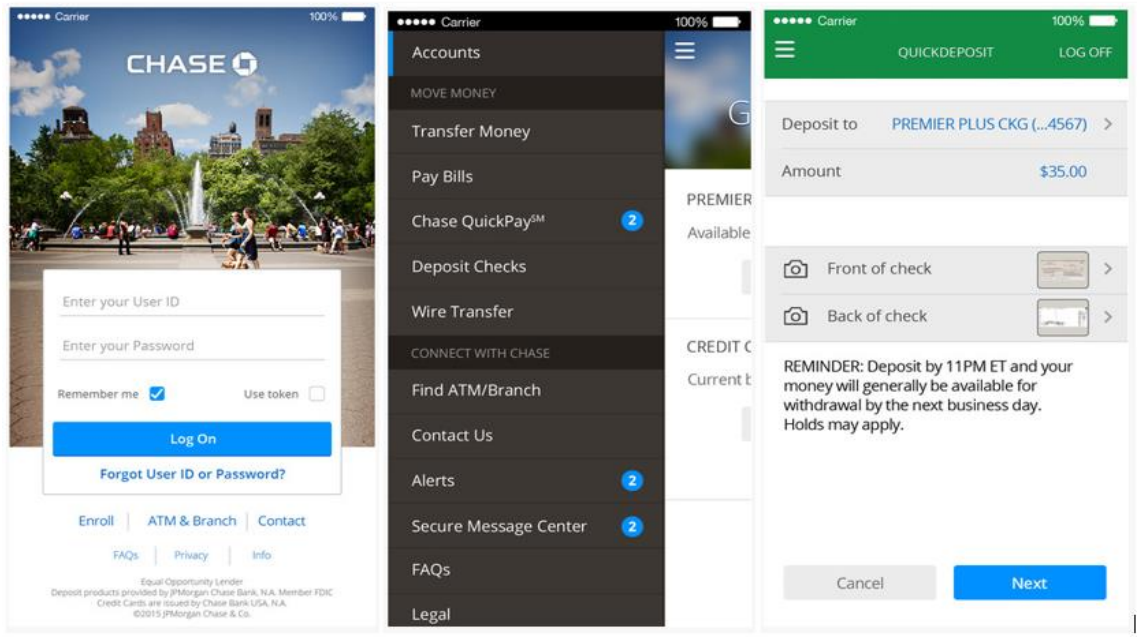 Carrier 100%
CHASE
Enter your User ID
Enter your Password
Remember me Use token
Log On
Forgot User ID or Password?
Enroll ATM & Branch Contact
FAQs Privacy Info
Equal Opportunity Lender
Deposit products provided by JPMorgan Chase Bank, N.A. Member FDIC
Credit Cards are issued by Chase Bank USA, N.A.
©2015 JPMorgan Chase & Co.
Carrier 100%
Accounts
MOVE MONEY
Transfer Money
Pay Bills
Chase QuickPay℠ 2
Deposit Checks
Wire Transfer
CONNECT WITH CHASE
Find ATM/Branch
Contact Us
Alerts 2
Secure Message Center 2
FAQs
Legal
G
PREMIER
Available
CREDIT C
Current b
Carrier 100%
QUICKDEPOSIT LOG OFF
Deposit to PREMIER PLUS CKG (...4567) >
Amount $35.00
Front of check >
Back of check >
REMINDER: Deposit by 11PM ET and your
money will generally be available for
withdrawal by the next business day.
Holds may apply.
Cancel Next